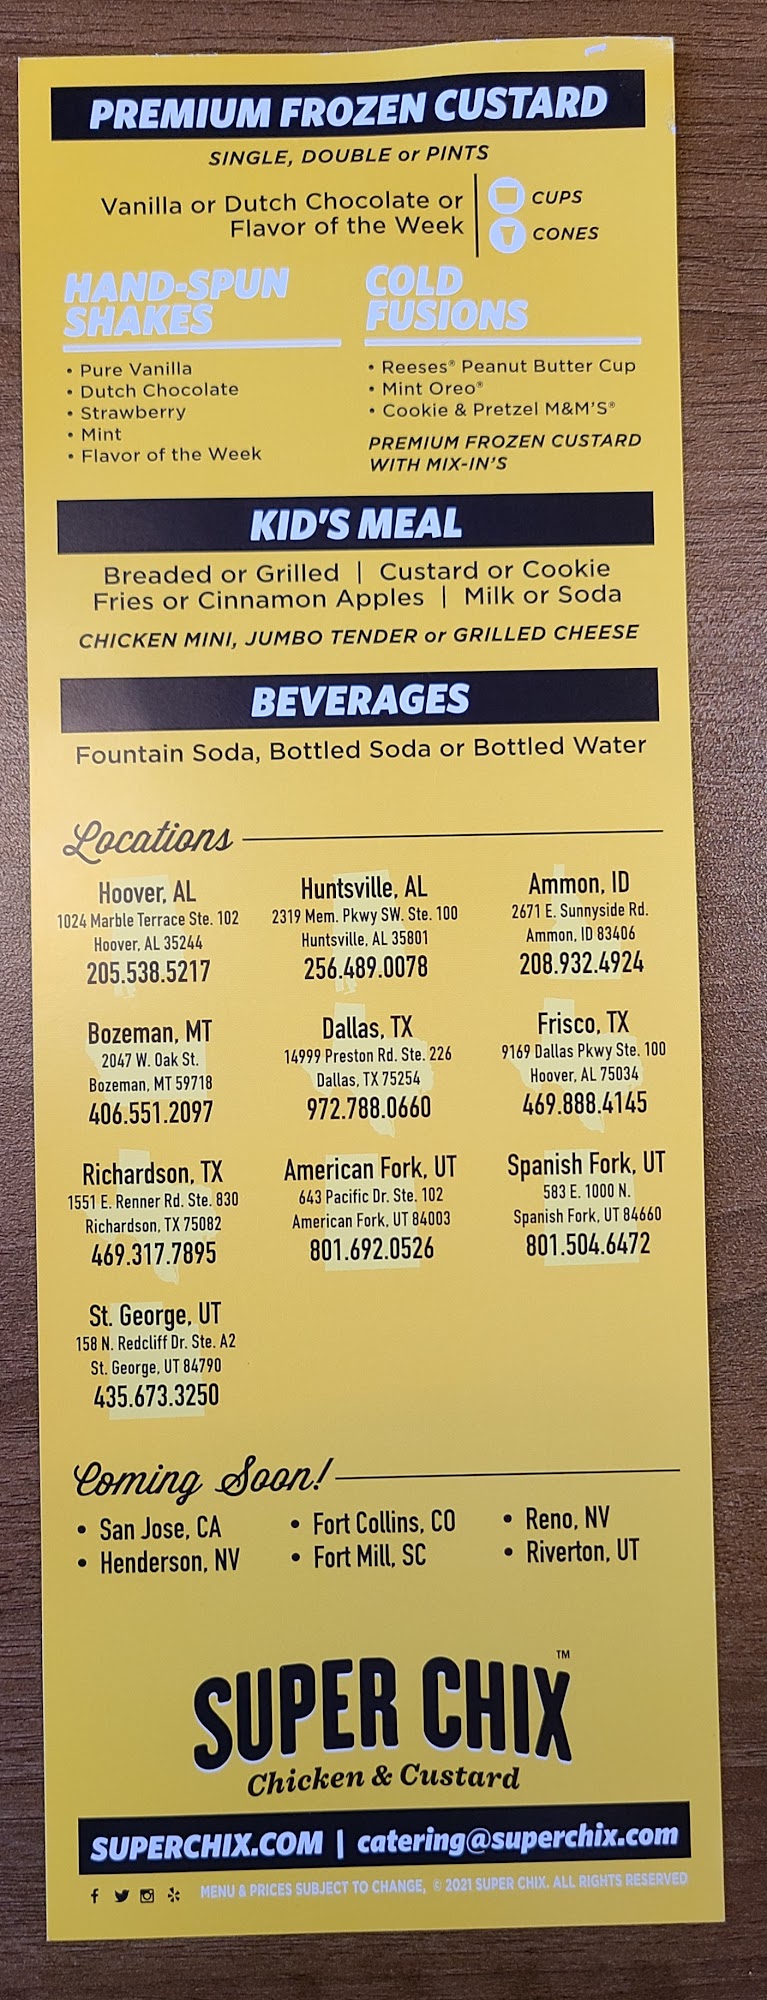 PREMIUM FROZEN CUSTARD
SINGLE, DOUBLE or PINTS
Vanilla or Dutch Chocolate or
Flavor of the Week
CUPS
CONES
HAND-SPUN
SHAKES
• Pure Vanilla
• Dutch Chocolate
• Strawberry
• Mint
• Flavor of the Week
COLD
FUSIONS
• Reeses® Peanut Butter Cup
• Mint Oreo®
• Cookie & Pretzel M&M'S®
PREMIUM FROZEN CUSTARD
WITH MIX-IN'S
KID'S MEAL
Breaded or Grilled | Custard or Cookie
Fries or Cinnamon Apples | Milk or Soda
CHICKEN MINI, JUMBO TENDER or GRILLED CHEESE
BEVERAGES
Fountain Soda, Bottled Soda or Bottled Water
Locations
Hoover, AL
1024 Marble Terrace Ste. 102
Hoover, AL 35244
205.538.5217
Huntsville, AL
2319 Mem. Pkwy SW. Ste. 100
Huntsville, AL 35801
256.489.0078
Ammon, ID
2671 E. Sunnyside Rd.
Ammon, ID 83406
208.932.4924
Bozeman, MT
2047 W. Oak St.
Bozeman, MT 59718
406.551.2097
Dallas, TX
14999 Preston Rd. Ste. 226
Dallas, TX 75254
972.788.0660
Frisco, TX
9169 Dallas Pkwy Ste. 100
Hoover, AL 75034
469.888.4145
Richardson, TX
1551 E. Renner Rd. Ste. 830
Richardson, TX 75082
469.317.7895
American Fork, UT
643 Pacific Dr. Ste. 102
American Fork, UT 84003
801.692.0526
Spanish Fork, UT
583 E. 1000 N.
Spanish Fork, UT 84660
801.504.6472
St. George, UT
158 N. Redcliff Dr. Ste. A2
St. George, UT 84790
435.673.3250
Coming Soon!
• San Jose, CA
• Henderson, NV
• Fort Collins, CO
• Fort Mill, SC
• Reno, NV
• Riverton, UT
SUPER CHIX™
Chicken & Custard
SUPERCHIX.COM | catering@superchix.com
MENU & PRICES SUBJECT TO CHANGE, © 2021 SUPER CHIX. ALL RIGHTS RESERVED